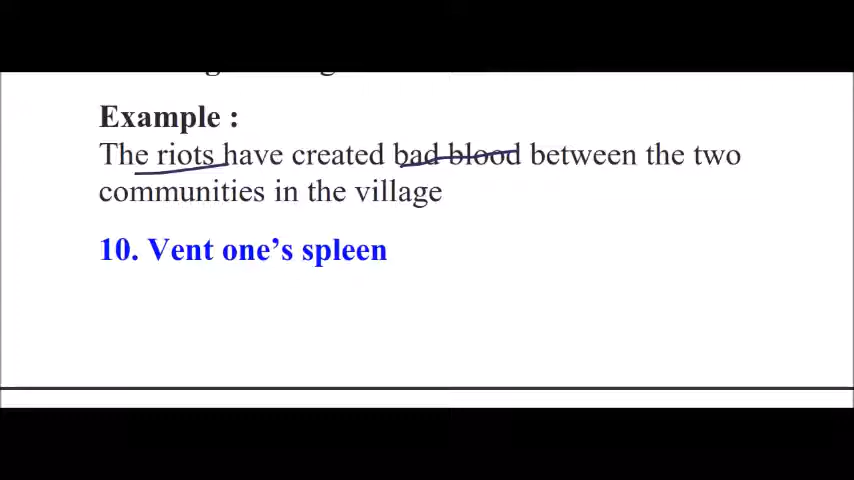 Example :
The riots have created bad blood between the two
communities in the village
10. Vent one’s spleen